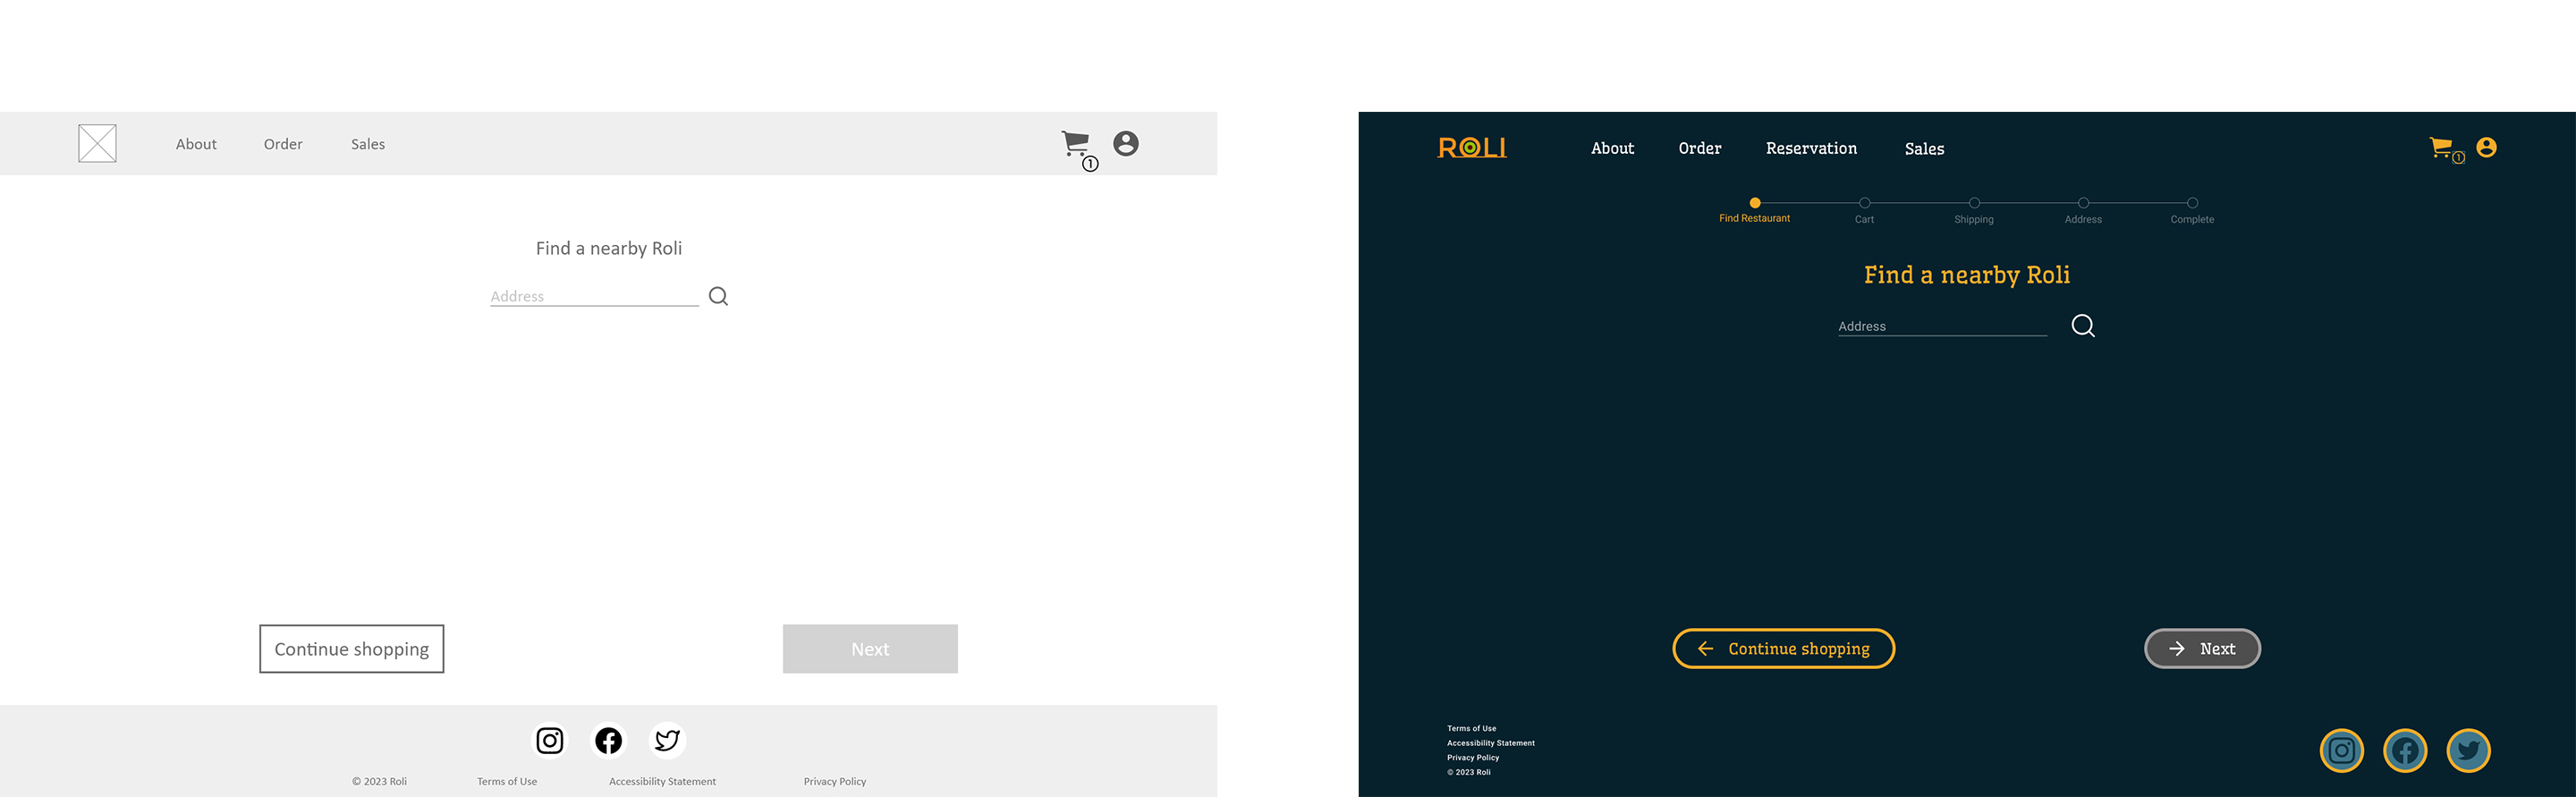 About Order Sales
1
Find a nearby Roli
Address
Continue shopping Next
© 2023 Roli Terms of Use Accessibility Statement Privacy Policy
ROLI About Order Reservation Sales
1
Find Restaurant Cart Shipping Address Complete
Find a nearby Roli
Address
Continue shopping Next
Terms of Use
Accessibility Statement
Privacy Policy
© 2023 Roli